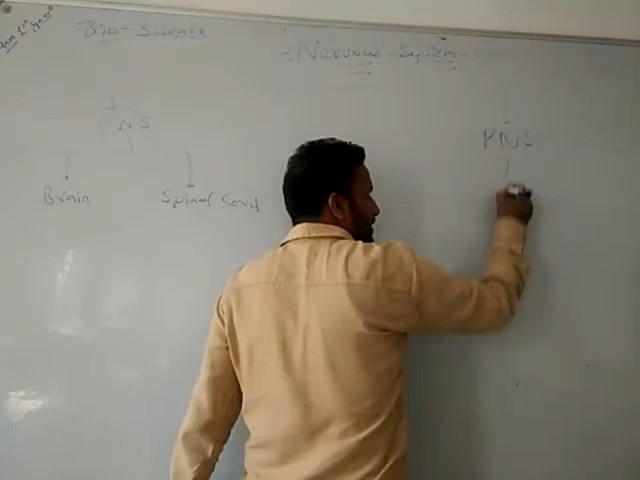 Bio-Science
:Nervous-System-
CNS
PNS
Brain
Spinal Cord